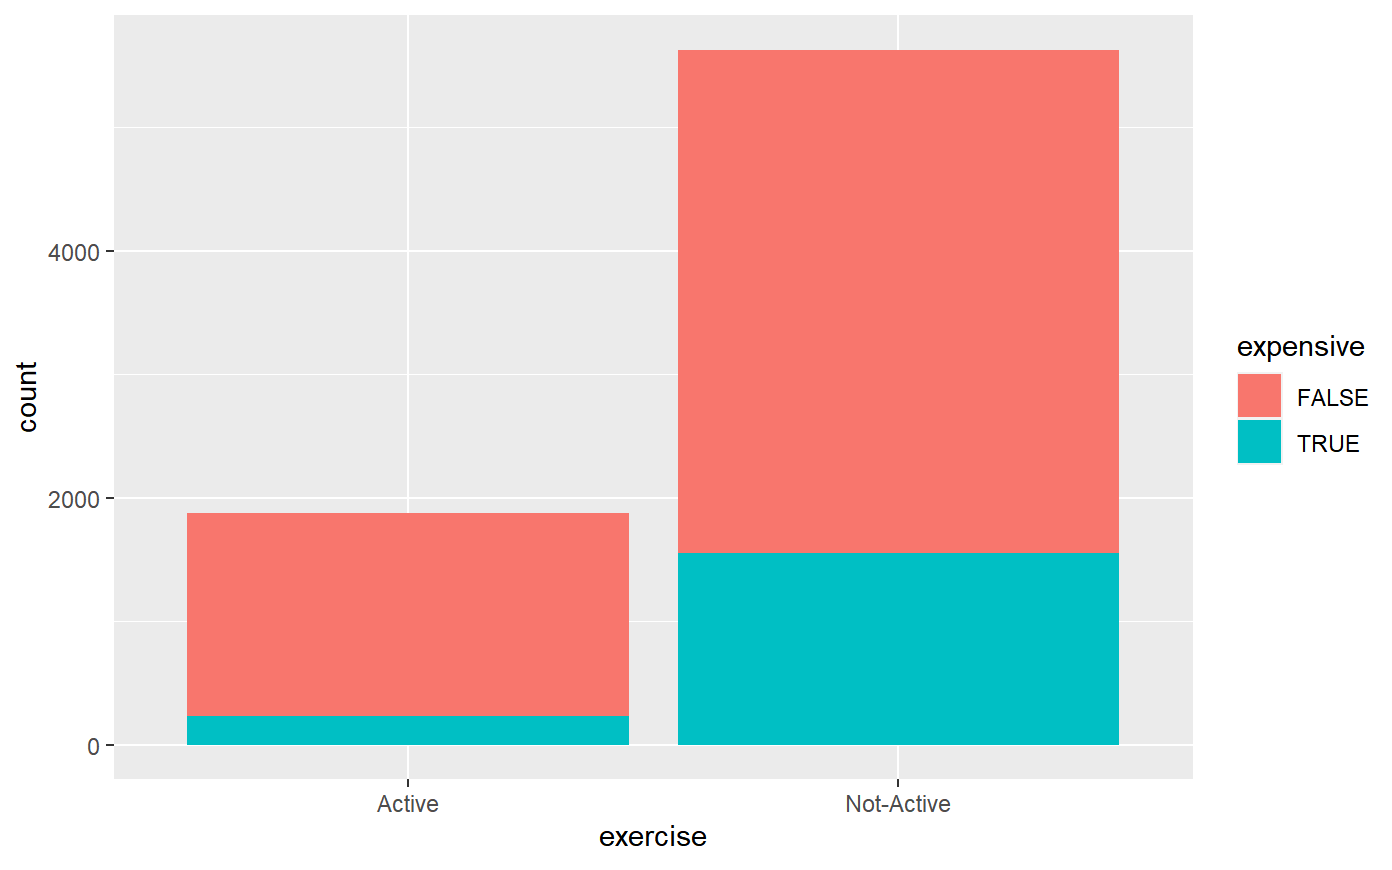 count
4000
2000
0
Active
Not-Active
exercise
expensive
FALSE
TRUE